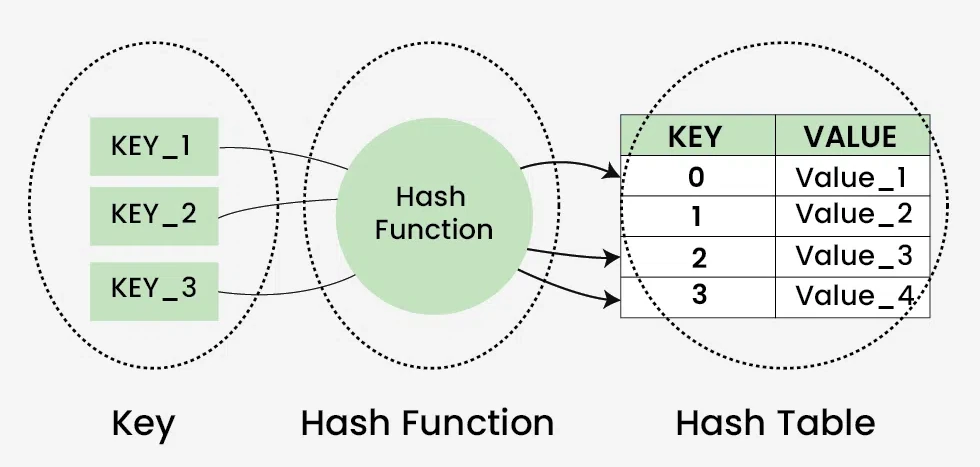 KEY_1
KEY_2
KEY_3
Hash
Function
KEY VALUE
0 Value_1
1 Value_2
2 Value_3
3 Value_4
Key
Hash Function
Hash Table